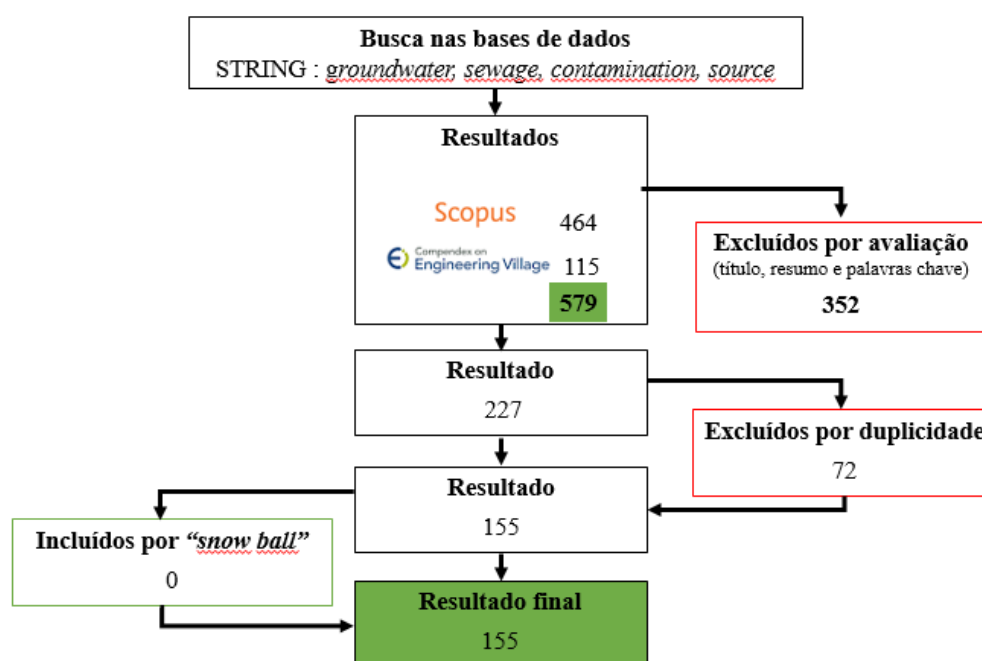 Busca nas bases de dados
STRING : groundwater, sewage, contamination, source
Resultados
Scopus 464
Compendex on
Engineering Village 115
579
Excluídos por avaliação
(título, resumo e palavras chave)
352
Resultado
227
Excluídos por duplicidade
72
Resultado
155
Incluídos por “snow ball”
0
Resultado final
155